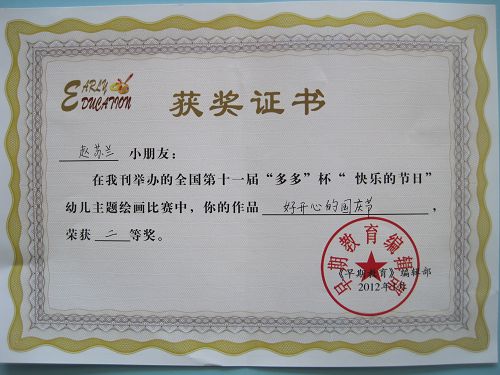 EARLY
EDUCATION
获奖证书
赵苏兰 小朋友：
在我刊举办的全国第十一届“多多”杯“快乐的节日”
幼儿主题绘画比赛中，你的作品 好开心的国庆节，
荣获 二 等奖。
早期教育编辑部
《早期教育》编辑部
2012年1月